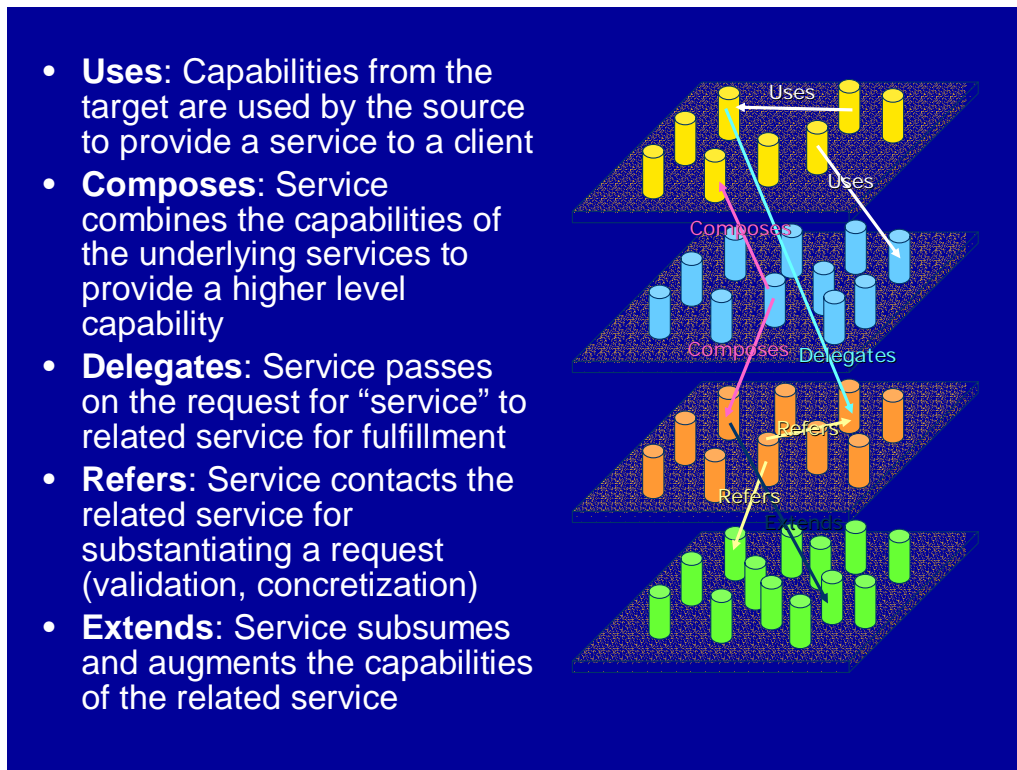 • Uses: Capabilities from the
target are used by the source
to provide a service to a client
• Composes: Service
combines the capabilities of
the underlying services to
provide a higher level
capability
• Delegates: Service passes
on the request for “service” to
related service for fulfillment
• Refers: Service contacts the
related service for
substantiating a request
(validation, concretization)
• Extends: Service subsumes
and augments the capabilities
of the related service
Uses
Uses
Composes
Composes
Delegates
Refers
Refers
Extends